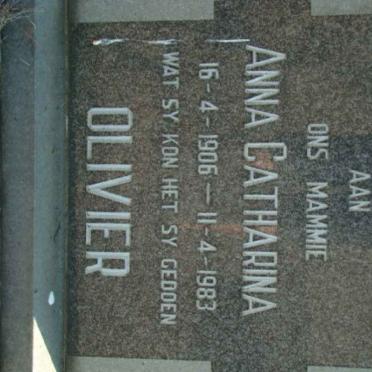 AAN
ONS MAMMIE
ANNA CATHARINA
16-4-1906—11-4-1983
WAT SY KON HET SY GEDOEN
OLIVIER